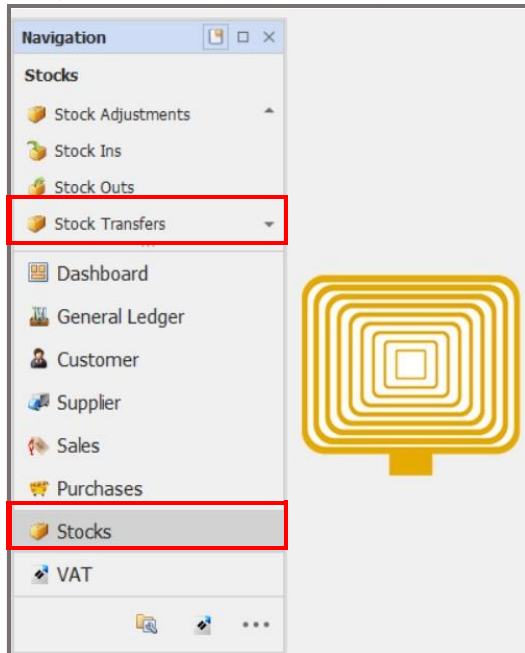 Navigation
Stocks
Stock Adjustments
Stock Ins
Stock Outs
Stock Transfers
Dashboard
General Ledger
Customer
Supplier
Sales
Purchases
Stocks
VAT